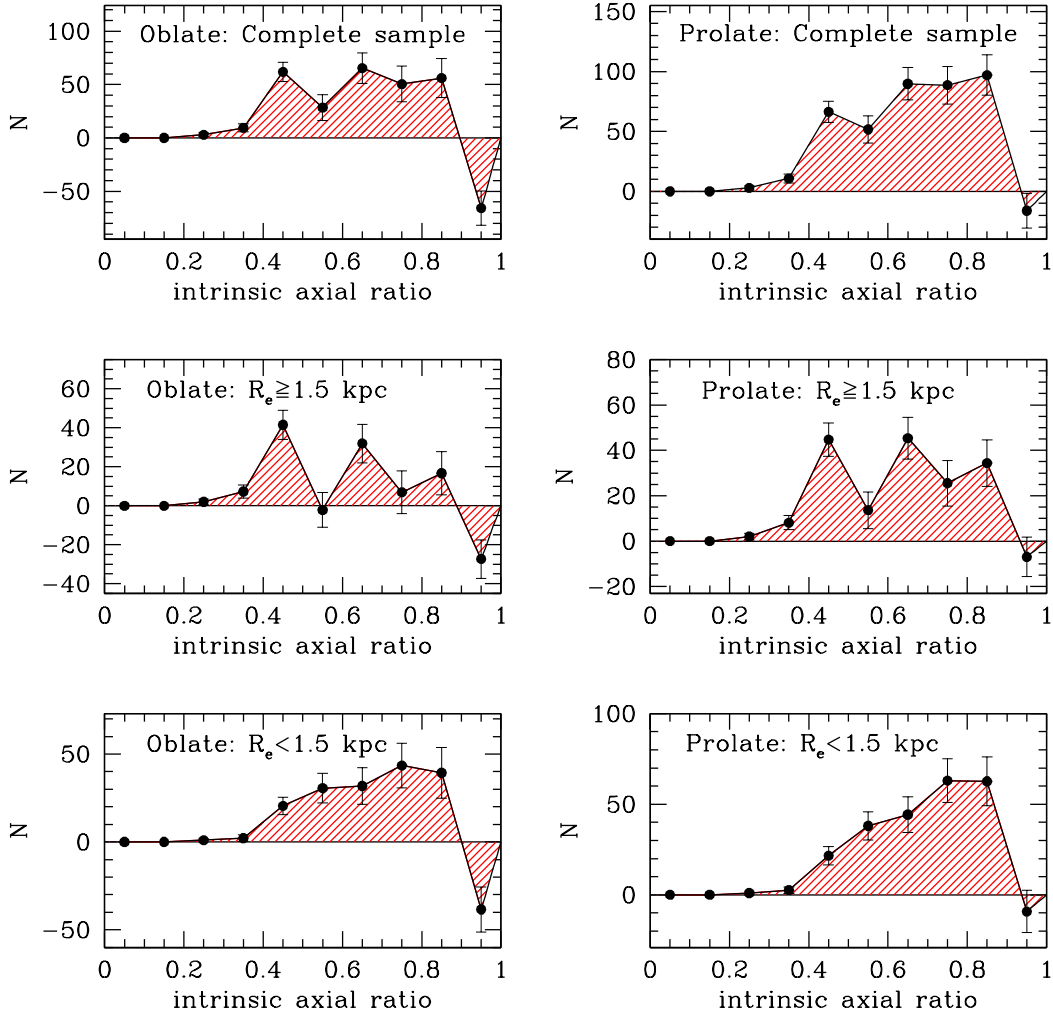 Oblate: Complete sample
100
50
0
−50
N
0 0.2 0.4 0.6 0.8 1
intrinsic axial ratio
Prolate: Complete sample
150
100
50
0
N
0 0.2 0.4 0.6 0.8 1
intrinsic axial ratio
Oblate: Rₑ≧1.5 kpc
60
40
20
0
−20
−40
N
0 0.2 0.4 0.6 0.8 1
intrinsic axial ratio
Prolate: Rₑ≧1.5 kpc
80
60
40
20
0
−20
N
0 0.2 0.4 0.6 0.8 1
intrinsic axial ratio
Oblate: Rₑ<1.5 kpc
50
0
−50
N
0 0.2 0.4 0.6 0.8 1
intrinsic axial ratio
Prolate: Rₑ<1.5 kpc
100
50
0
N
0 0.2 0.4 0.6 0.8 1
intrinsic axial ratio